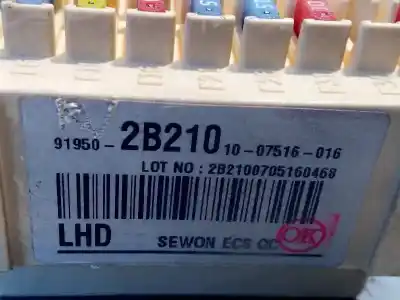 91950- 2B210 10-07516-016
LOT NO : 2B2100705160468
LHD SEWON ECS CO
OK